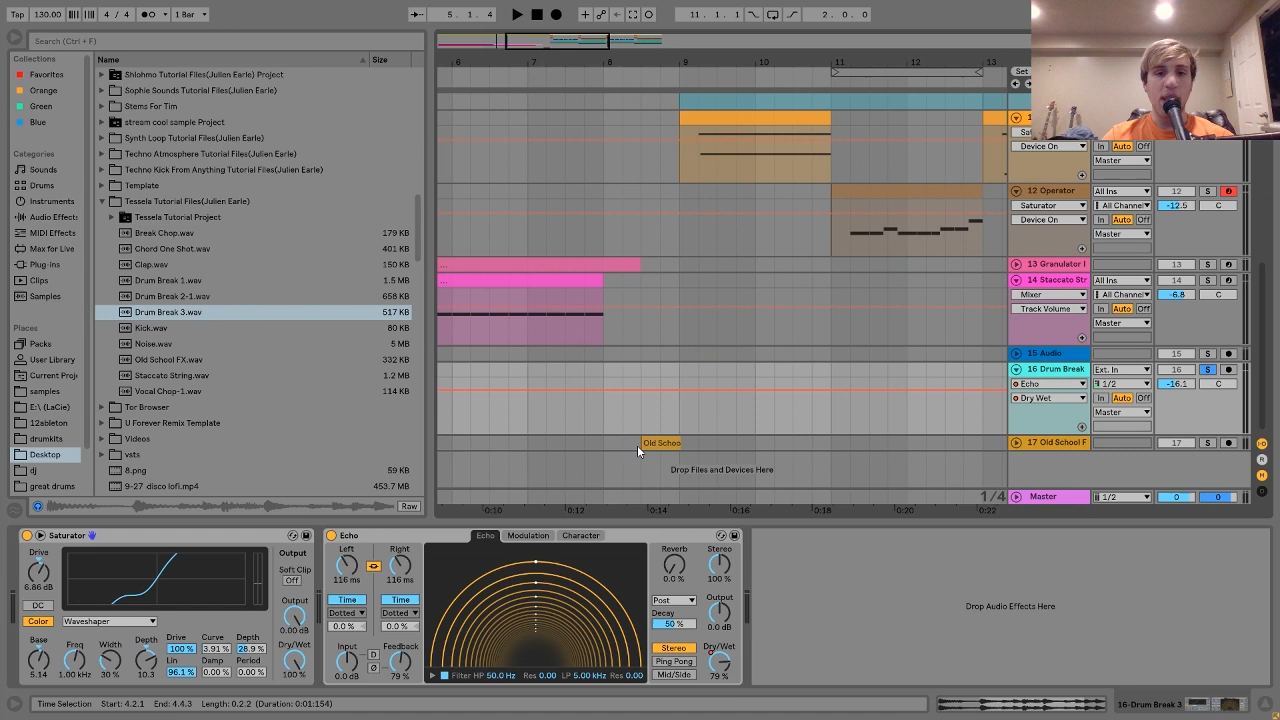 Tap 130.00 4 / 4 1 Bar 5. 1. 4 11. 1. 1 2. 0. 0
Search (Ctrl + F)
Collections
Favorites
Orange
Green
Blue
Categories
Sounds
Drums
Instruments
Audio Effects
MIDI Effects
Max for Live
Plug-ins
Clips
Samples
Places
Packs
User Library
Current Proj
samples
E:\ (LaCie)
12ableton
drumkits
Desktop
dj
great drums
Name Size
Shlohmo Tutorial Files(Julien Earle) Project
Sophie Sounds Tutorial Files(Julien Earle)
Stems For Tim
stream cool sample Project
Synth Loop Tutorial Files(Julien Earle)
Techno Atmosphere Tutorial Files(Julien Earle)
Techno Kick From Anything Tutorial Files(Julien Earle)
Template
Tessela Tutorial Files(Julien Earle)
Tessela Tutorial Project
Break Chop.wav 179 KB
Chord One Shot.wav 401 KB
Clap.wav 150 KB
Drum Break 1.wav .5 MB
Drum Break 2-1.wav 658 KB
Drum Break 3.wav 517 KB
Kick.wav 80 KB
Noise.wav .5 MB
Old School FX.wav 332 KB
Staccato String.wav 1.2 MB
Vocal Chop-1.wav 114 KB
Tor Browser
U Forever Remix Template
Videos
vsts
8.png 59 KB
9-27 disco lofi.mp4 453.7 MB
Raw
6 7 8 9 10 11 12 13
Set
Device On In Auto Off
Master
12 Operator All Ins 12 S
Saturator All Channel -12.5 C
Device On In Auto Off
Master
... 13 Granulator I 13
... 14 Staccato Str All Ins 14 S
Mixer All Channel -6.8 C
Track Volume In Auto Off
Master
15 Audio 15 S
16 Drum Break Ext. In 16 S
Echo 1/2 -16.1 C
Dry Wet In Auto Off
Master
Old Schoo 17 Old School F 17 S
Drop Files and Devices Here
1/4 Master 1/2 0 0
0:10 0:12 0:14 0:16 0:18 0:20 0:22
Saturator
Drive
6.86 dB
DC
Color
Waveshaper
Output
Soft Clip
Off
Output
0.00 dB
Base Freq Width Depth
5.14 1.00 kHz 30 % 10.3
Drive Curve Depth
100 % 3.91 % 28.9 %
Lin Damp Period
96.1 % 0.00 % 0.00 %
Dry/Wet
100 %
Echo Echo Modulation Character
Left Right
116 ms 116 ms
Time Time
Dotted Dotted
0.0 % 0.0 %
Input D Feedback
0.0 dB Ø 79 %
Filter HP 50.0 Hz Res 0.00 LP 5.00 kHz Res 0.00
Reverb Stereo
0.0 % 100 %
Post Output
Decay
50 % 0.0 dB
Stereo Dry/Wet
Ping Pong
Mid/Side 79 %
Drop Audio Effects Here
Time Selection Start: 4.2.1 End: 4.4.3 Length: 0.2.2 (Duration: 0:01:154)
16-Drum Break 3